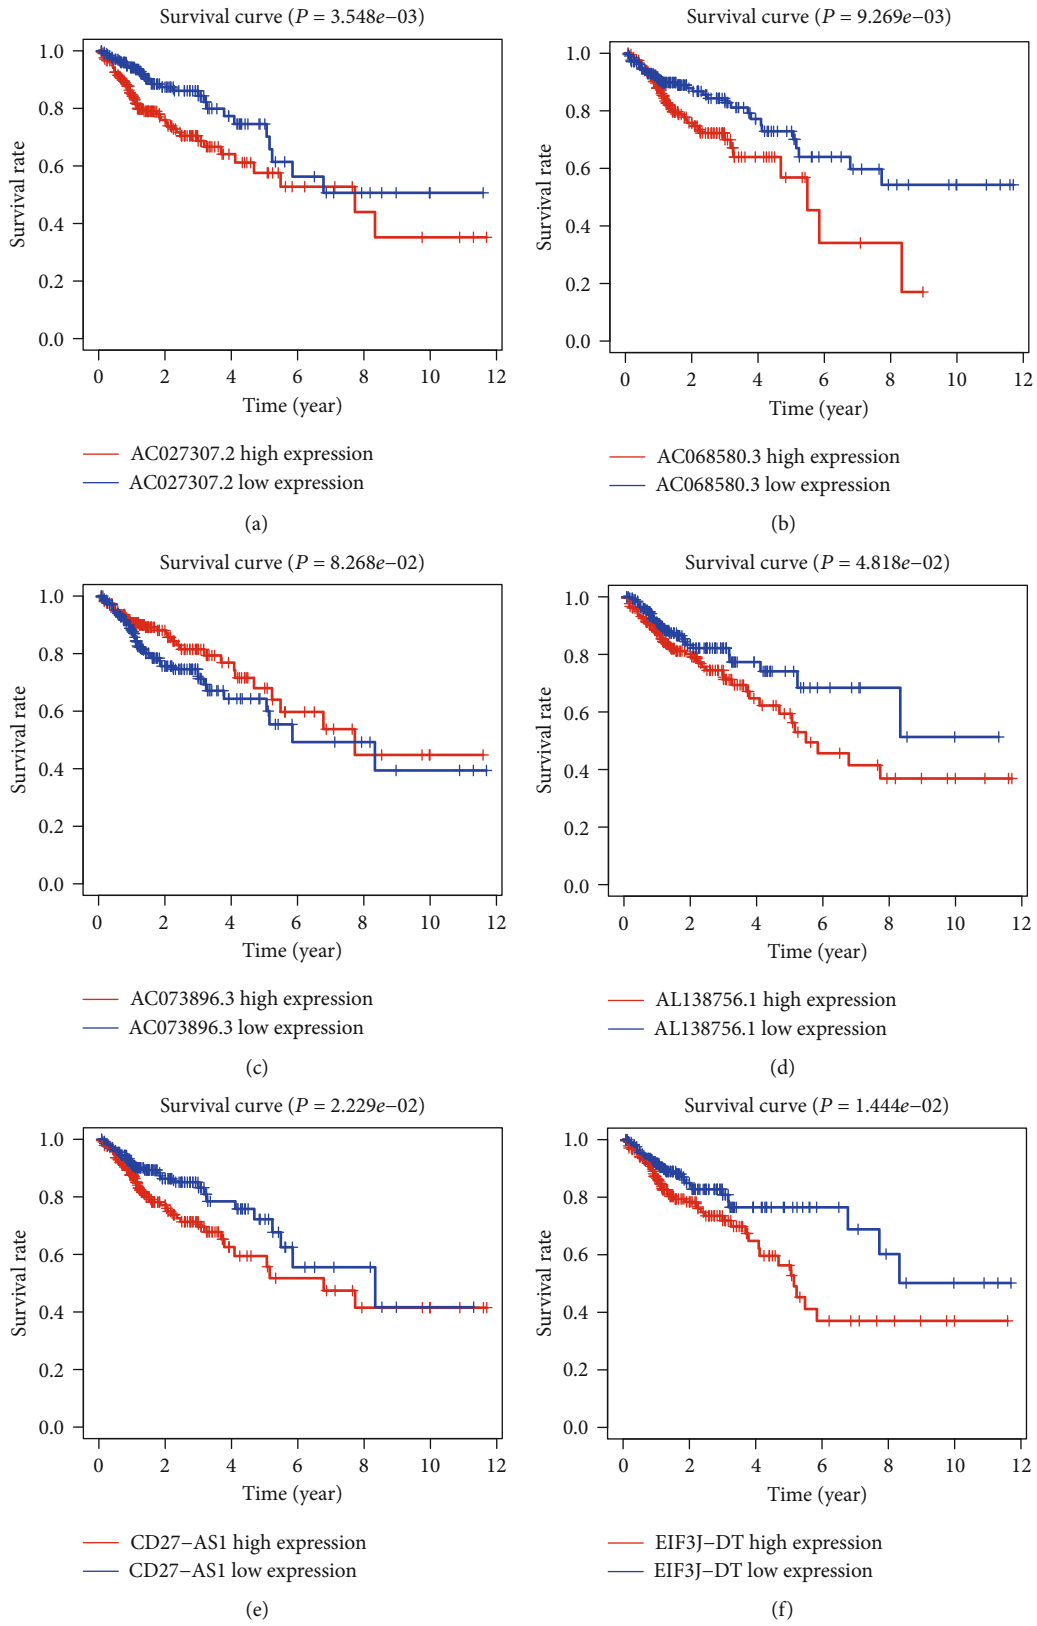 Survival curve (P = 3.548e−03)
1.0
0.8
0.6
0.4
0.2
0.0
Survival rate
0 2 4 6 8 10 12
Time (year)
AC027307.2 high expression
AC027307.2 low expression
(a)
Survival curve (P = 9.269e−03)
1.0
0.8
0.6
0.4
0.2
0.0
Survival rate
0 2 4 6 8 10 12
Time (year)
AC068580.3 high expression
AC068580.3 low expression
(b)
Survival curve (P = 8.268e−02)
1.0
0.8
0.6
0.4
0.2
0.0
Survival rate
0 2 4 6 8 10 12
Time (year)
AC073896.3 high expression
AC073896.3 low expression
(c)
Survival curve (P = 4.818e−02)
1.0
0.8
0.6
0.4
0.2
0.0
Survival rate
0 2 4 6 8 10 12
Time (year)
AL138756.1 high expression
AL138756.1 low expression
(d)
Survival curve (P = 2.229e−02)
1.0
0.8
0.6
0.4
0.2
0.0
Survival rate
0 2 4 6 8 10 12
Time (year)
CD27−AS1 high expression
CD27−AS1 low expression
(e)
Survival curve (P = 1.444e−02)
1.0
0.8
0.6
0.4
0.2
0.0
Survival rate
0 2 4 6 8 10 12
Time (year)
EIF3J−DT high expression
EIF3J−DT low expression
(f)